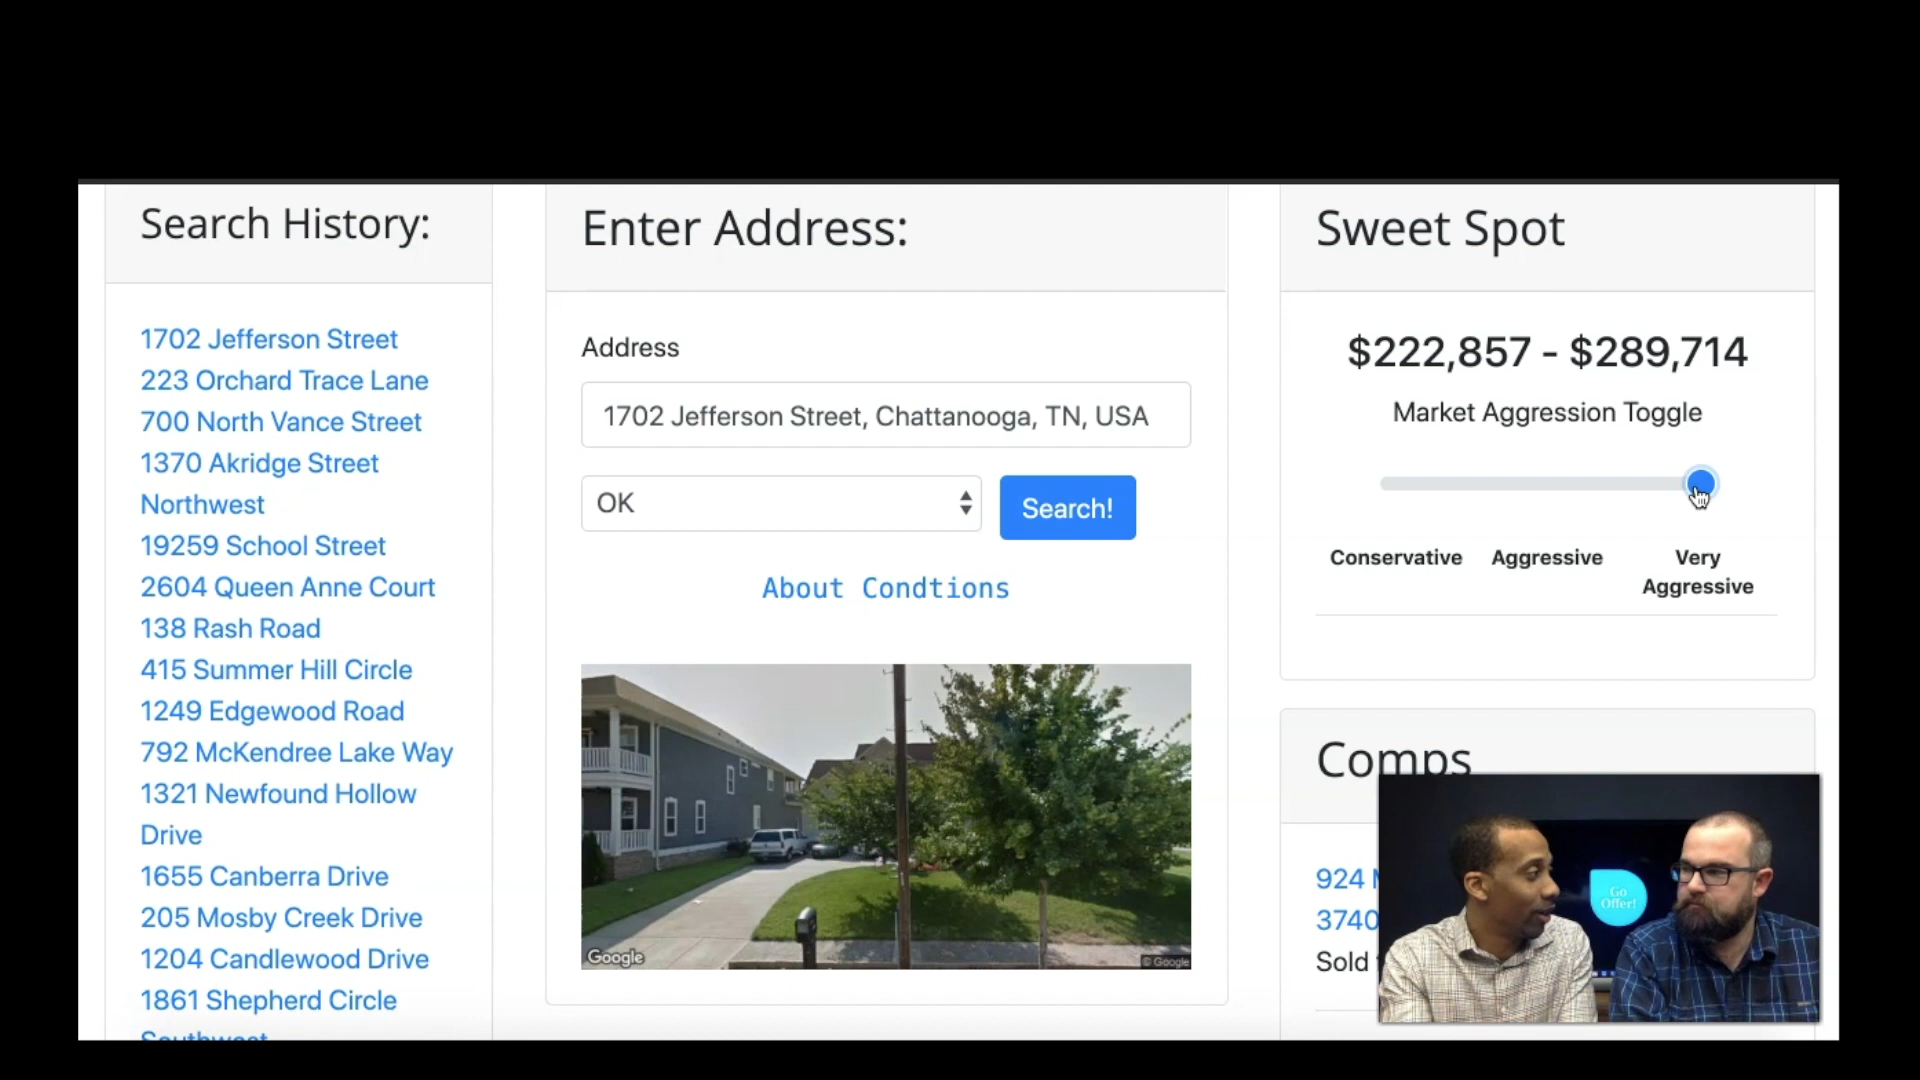 Search History:
1702 Jefferson Street
223 Orchard Trace Lane
700 North Vance Street
1370 Akridge Street
Northwest
19259 School Street
2604 Queen Anne Court
138 Rash Road
415 Summer Hill Circle
1249 Edgewood Road
792 McKendree Lake Way
1321 Newfound Hollow
Drive
1655 Canberra Drive
205 Mosby Creek Drive
1204 Candlewood Drive
1861 Shepherd Circle
Southwest
Enter Address:
Address
1702 Jefferson Street, Chattanooga, TN, USA
OK
Search!
About Condtions
Google
© Google
Sweet Spot
$222,857 - $289,714
Market Aggression Toggle
Conservative
Aggressive
Very
Aggressive
Comps
924
3740
Sold
Go
Offer!